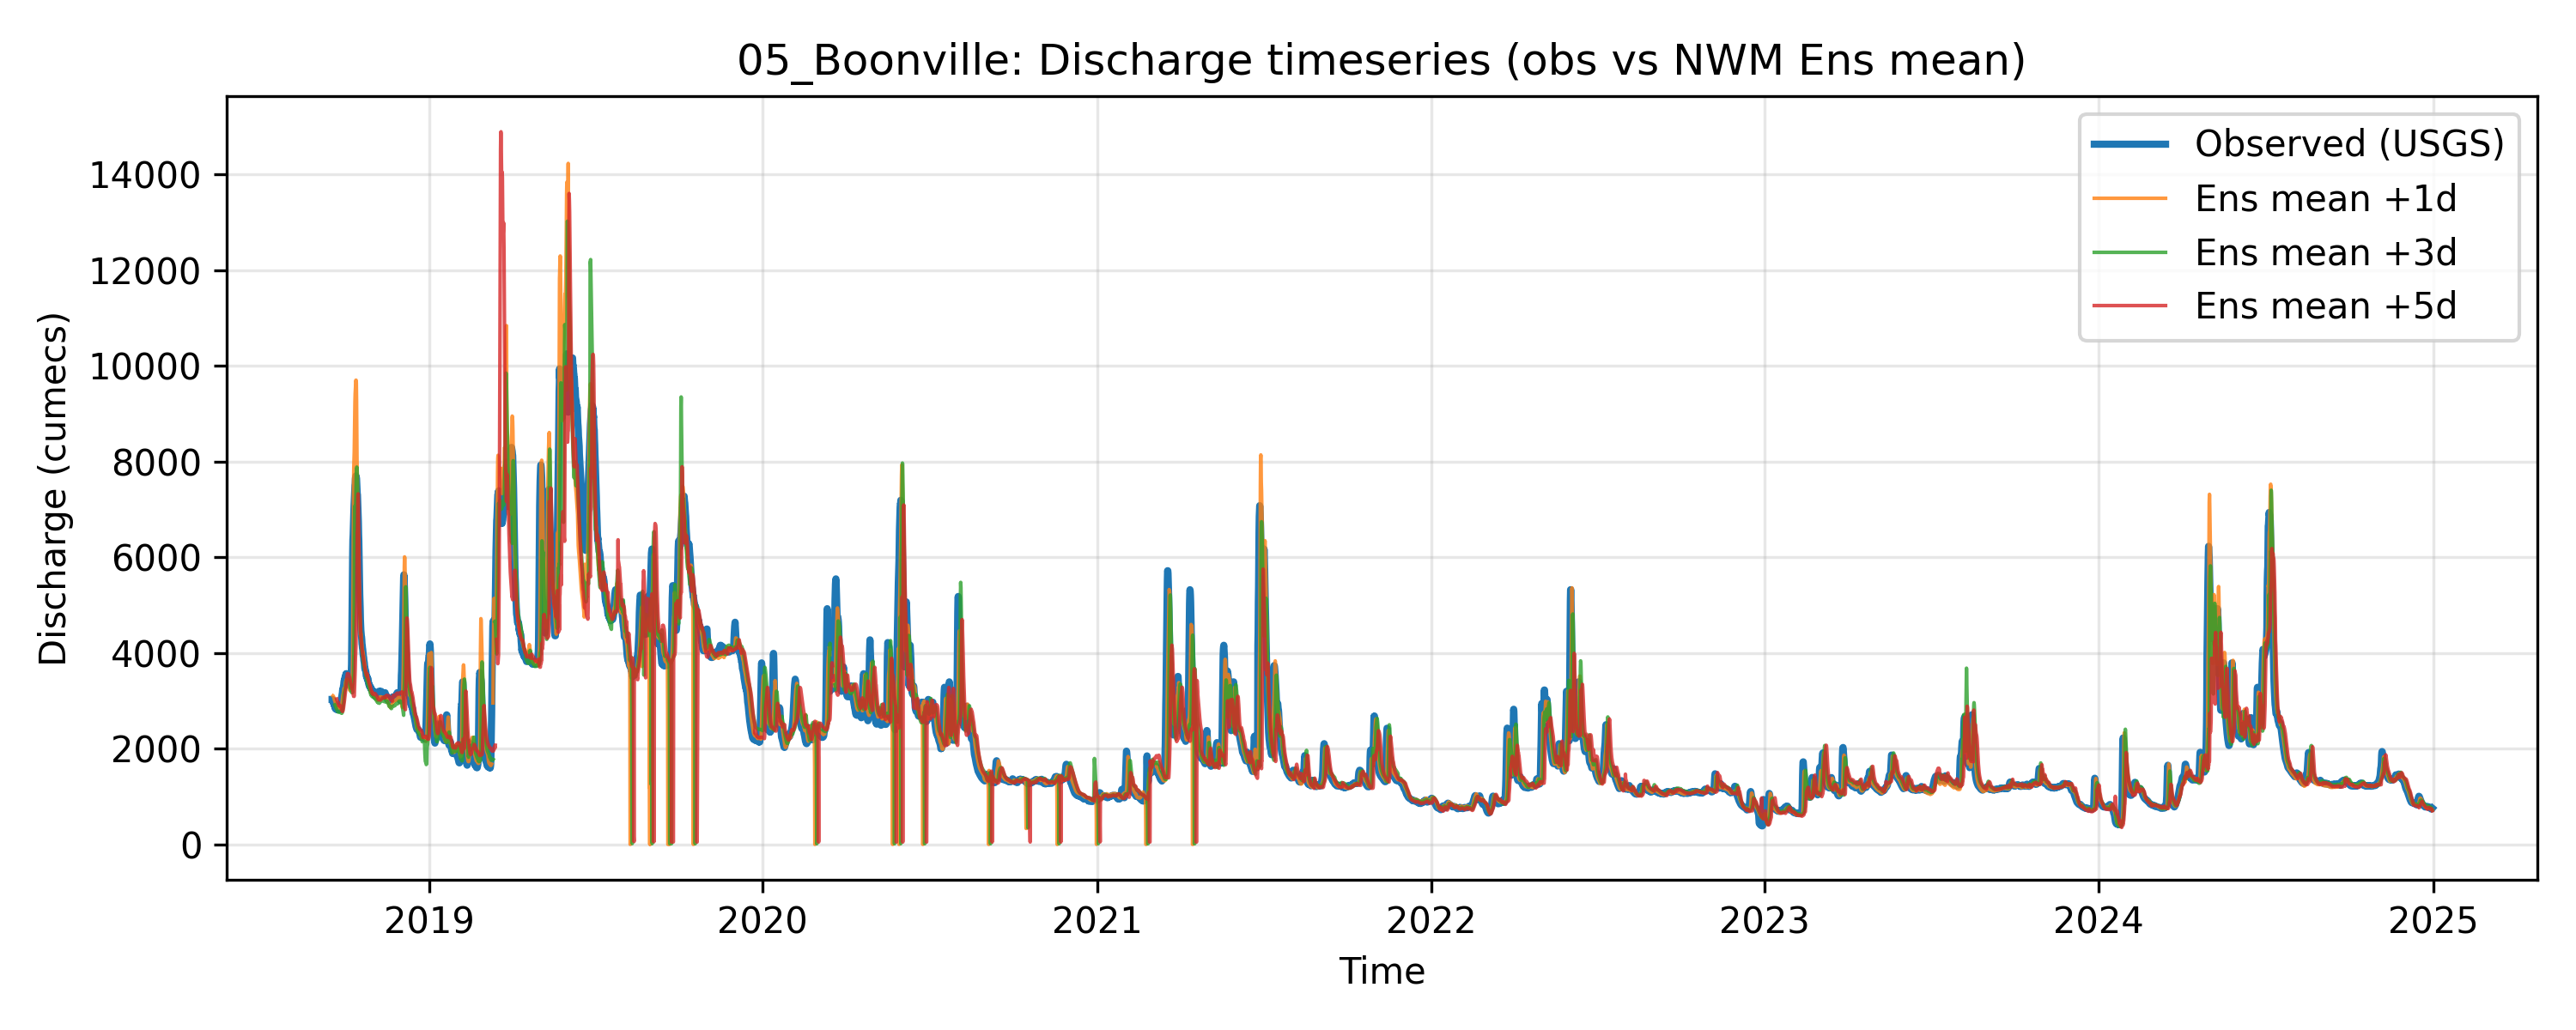 05_Boonville: Discharge timeseries (obs vs NWM Ens mean)
Observed (USGS)
Ens mean +1d
Ens mean +3d
Ens mean +5d
Discharge (cumecs)
14000
12000
10000
8000
6000
4000
2000
0
2019 2020 2021 2022 2023 2024 2025
Time